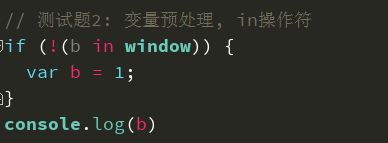 // 测试题2: 变量预处理, in操作符
if (!(b in window)) {
  var b = 1;
}
console.log(b)